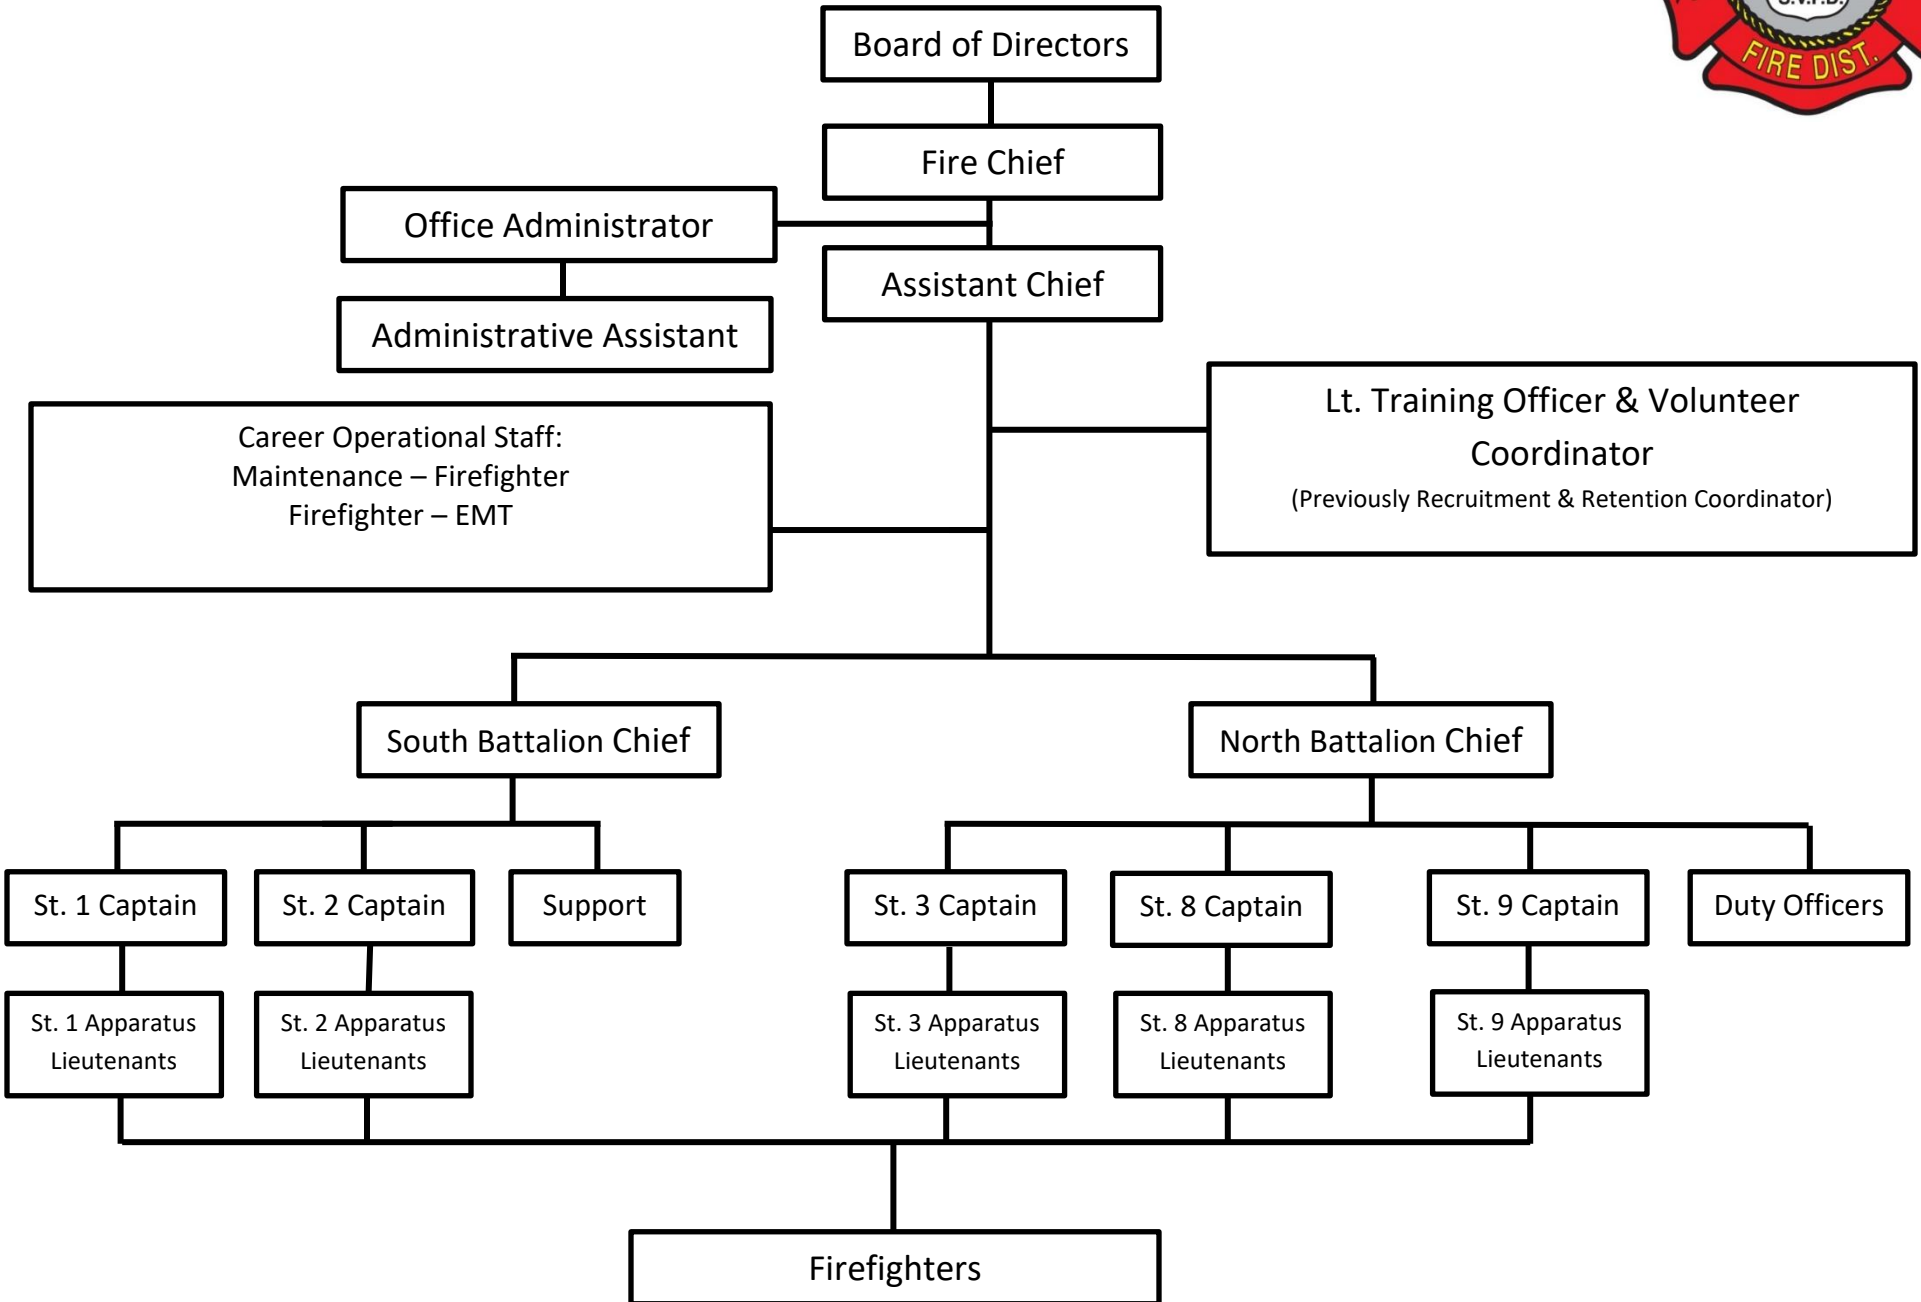 S.V.F.D.
FIRE DIST.
Board of Directors
Fire Chief
Office Administrator
Assistant Chief
Administrative Assistant
Career Operational Staff:
Maintenance – Firefighter
Firefighter – EMT
Lt. Training Officer & Volunteer
Coordinator
(Previously Recruitment & Retention Coordinator)
South Battalion Chief
North Battalion Chief
St. 1 Captain
St. 2 Captain
Support
St. 3 Captain
St. 8 Captain
St. 9 Captain
Duty Officers
St. 1 Apparatus
Lieutenants
St. 2 Apparatus
Lieutenants
St. 3 Apparatus
Lieutenants
St. 8 Apparatus
Lieutenants
St. 9 Apparatus
Lieutenants
Firefighters